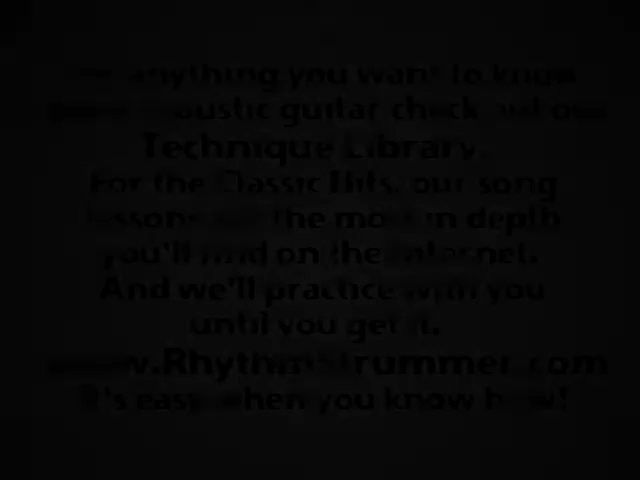 For anything you want to know
about acoustic guitar check out our
Technique Library.
For the Classic Hits, our song
lessons are the most in depth
you'll find on the Internet.
And we'll practice with you
until you get it.
www.RhythmStrummer.com
It's easy when you know how!